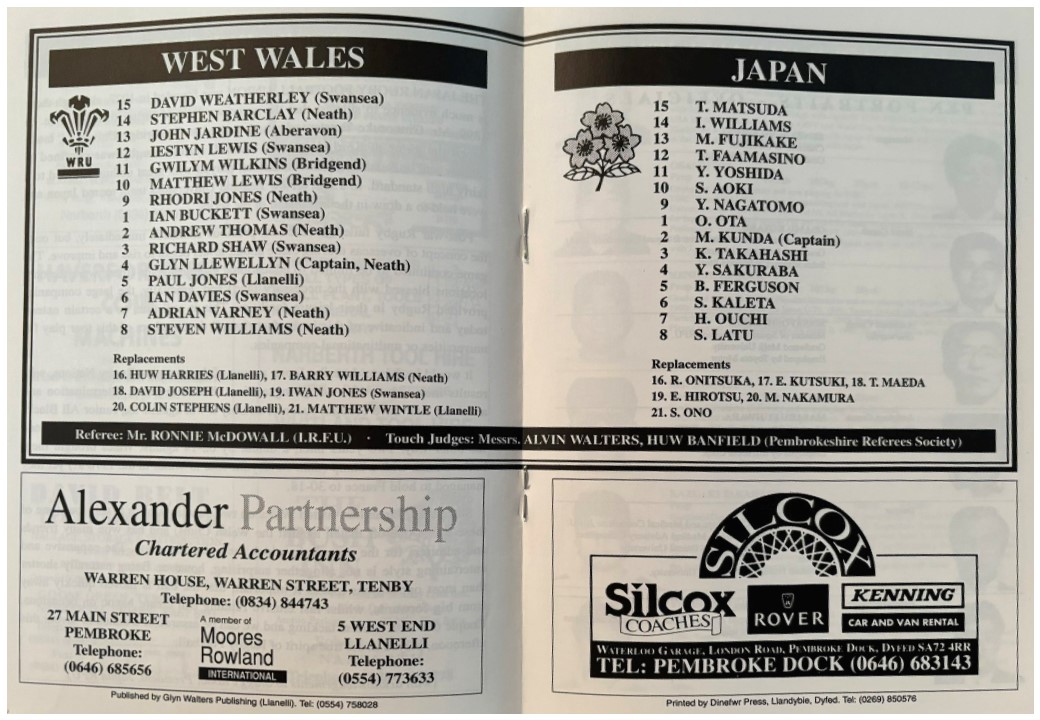 WEST WALES
WRU
15 DAVID WEATHERLEY (Swansea)
14 STEPHEN BARCLAY (Neath)
13 JOHN JARDINE (Aberavon)
12 IESTYN LEWIS (Swansea)
11 GWILYM WILKINS (Bridgend)
10 MATTHEW LEWIS (Bridgend)
9 RHODRI JONES (Neath)
1 IAN BUCKETT (Swansea)
2 ANDREW THOMAS (Neath)
3 RICHARD SHAW (Swansea)
4 GLYN LLEWELLYN (Captain, Neath)
5 PAUL JONES (Llanelli)
6 IAN DAVIES (Swansea)
7 ADRIAN VARNEY (Neath)
8 STEVEN WILLIAMS (Neath)
Replacements
16. HUW HARRIES (Llanelli), 17. BARRY WILLIAMS (Neath)
18. DAVID JOSEPH (Llanelli), 19. IWAN JONES (Swansea)
20. COLIN STEPHENS (Llanelli), 21. MATTHEW WINTLE (Llanelli)
JAPAN
15 T. MATSUDA
14 I. WILLIAMS
13 M. FUJIKAKE
12 T. FAAMASINO
11 Y. YOSHIDA
10 S. AOKI
9 Y. NAGATOMO
1 O. OTA
2 M. KUNDA (Captain)
3 K. TAKAHASHI
4 Y. SAKURABA
5 B. FERGUSON
6 S. KALETA
7 H. OUCHI
8 S. LATU
Replacements
16. R. ONITSUKA, 17. E. KUTSUKI, 18. T. MAEDA
19. E. HIROTSU, 20. M. NAKAMURA
21. S. ONO
Referee: Mr. RONNIE McDOWALL (I.R.F.U.) · Touch Judges: Messrs. ALVIN WALTERS, HUW BANFIELD (Pembrokeshire Referees Society)
Alexander Partnership
Chartered Accountants
WARREN HOUSE, WARREN STREET, TENBY
Telephone: (0834) 844743
27 MAIN STREET
PEMBROKE
Telephone:
(0646) 685656
A member of
Moores
Rowland
INTERNATIONAL
5 WEST END
LLANELLI
Telephone:
(0554) 773633
Published by Glyn Walters Publishing (Llanelli). Tel: (0554) 758028
SILCOX
Silcox
COACHES
ROVER
KENNING
CAR AND VAN RENTAL
WATERLOO GARAGE, LONDON ROAD, PEMBROKE DOCK, DYFED SA72 4RR
TEL: PEMBROKE DOCK (0646) 683143
Printed by Dinefwr Press, Llandybie, Dyfed. Tel: (0269) 850576